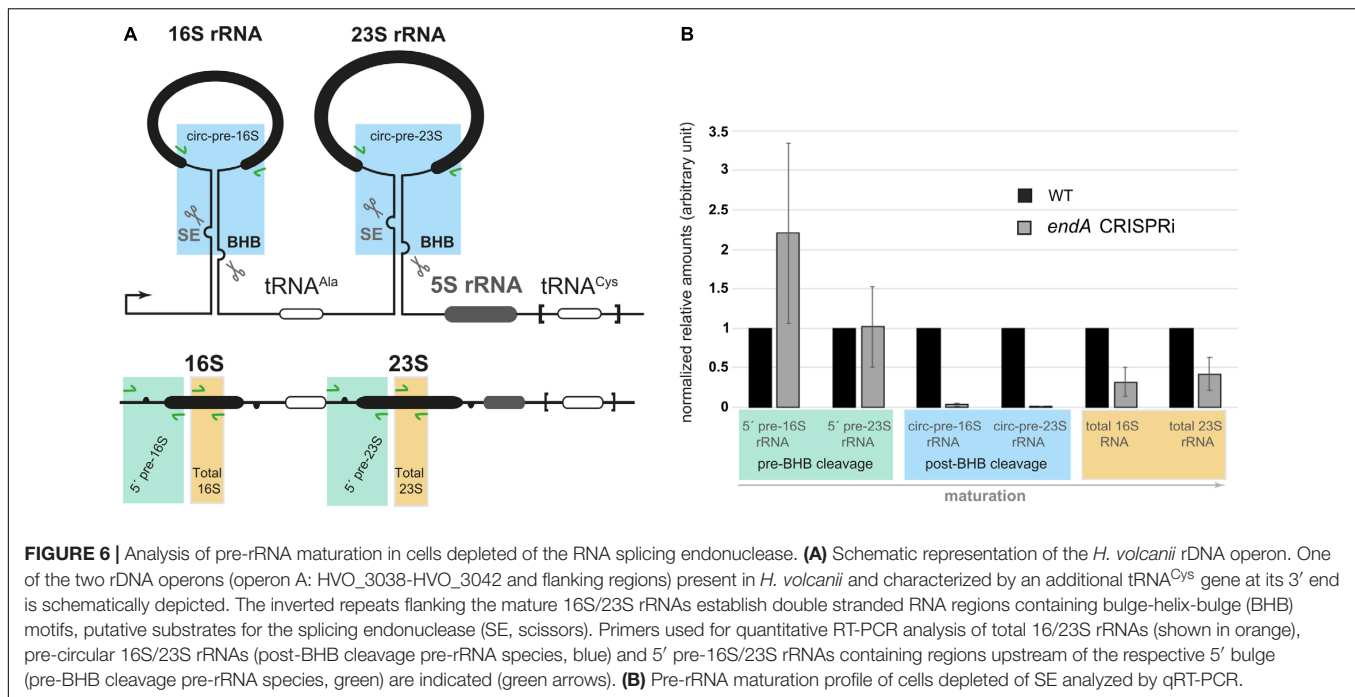 A
16S rRNA
23S rRNA
circ-pre-16S
circ-pre-23S
SE
BHB
SE
BHB
tRNAAla
5S rRNA
tRNACys
16S
23S
5´ pre-16S
Total
16S
5´ pre-23S
Total
23S
B
normalized relative amounts (arbitrary unit)
3.5
3
2.5
2
1.5
1
0.5
0
WT
endA CRISPRi
5´ pre-16S
rRNA
5´ pre-23S
rRNA
circ-pre-16S
rRNA
circ-pre-23S
rRNA
total 16S
RNA
total 23S
rRNA
pre-BHB cleavage
post-BHB cleavage
maturation
FIGURE 6 | Analysis of pre-rRNA maturation in cells depleted of the RNA splicing endonuclease. (A) Schematic representation of the H. volcanii rDNA operon. One
of the two rDNA operons (operon A: HVO_3038-HVO_3042 and flanking regions) present in H. volcanii and characterized by an additional tRNACys gene at its 3′ end
is schematically depicted. The inverted repeats flanking the mature 16S/23S rRNAs establish double stranded RNA regions containing bulge-helix-bulge (BHB)
motifs, putative substrates for the splicing endonuclease (SE, scissors). Primers used for quantitative RT-PCR analysis of total 16/23S rRNAs (shown in orange),
pre-circular 16S/23S rRNAs (post-BHB cleavage pre-rRNA species, blue) and 5′ pre-16S/23S rRNAs containing regions upstream of the respective 5′ bulge
(pre-BHB cleavage pre-rRNA species, green) are indicated (green arrows). (B) Pre-rRNA maturation profile of cells depleted of SE analyzed by qRT-PCR.